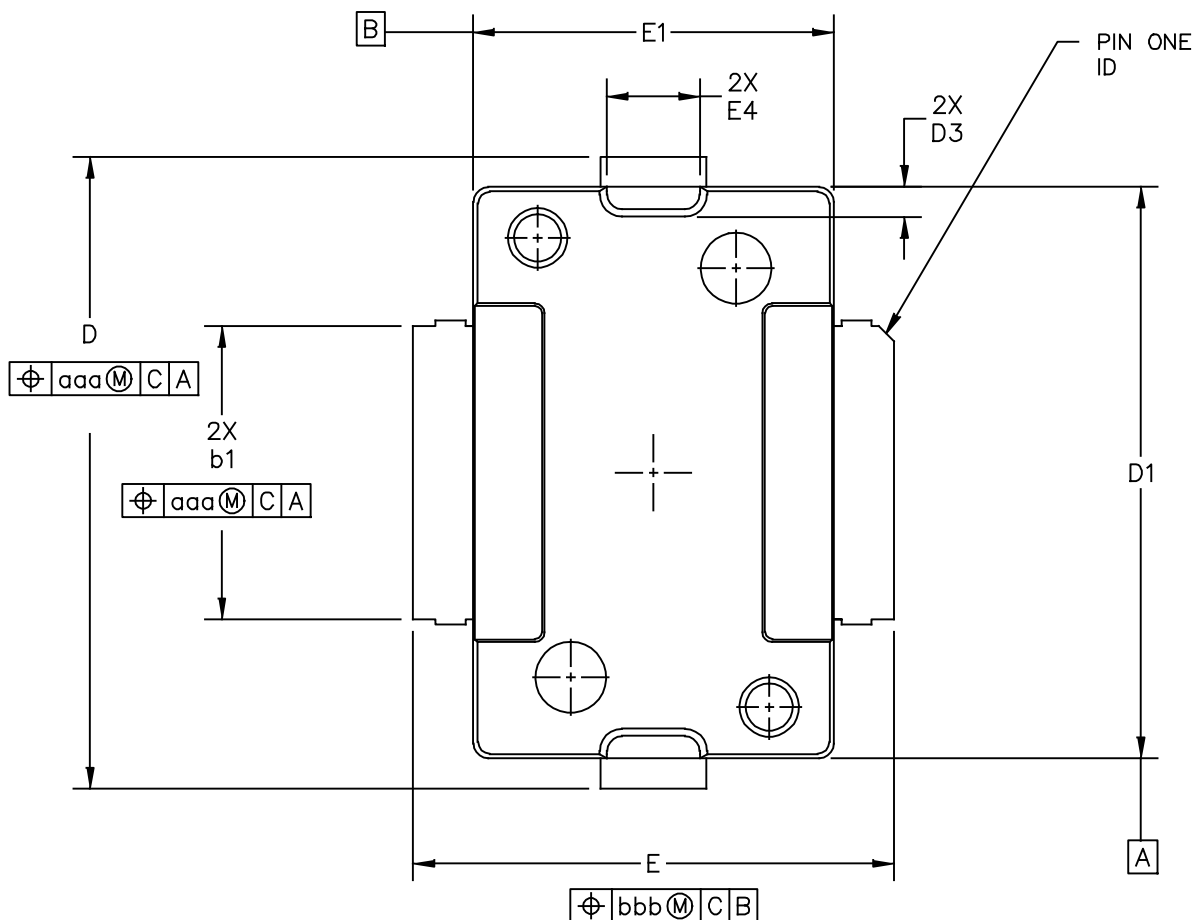 B
E1
PIN ONE
ID
2X
E4
2X
D3
D
⌖ aaa Ⓜ C A
2X
b1
⌖ aaa Ⓜ C A
D1
E
⌖ bbb Ⓜ C B
A